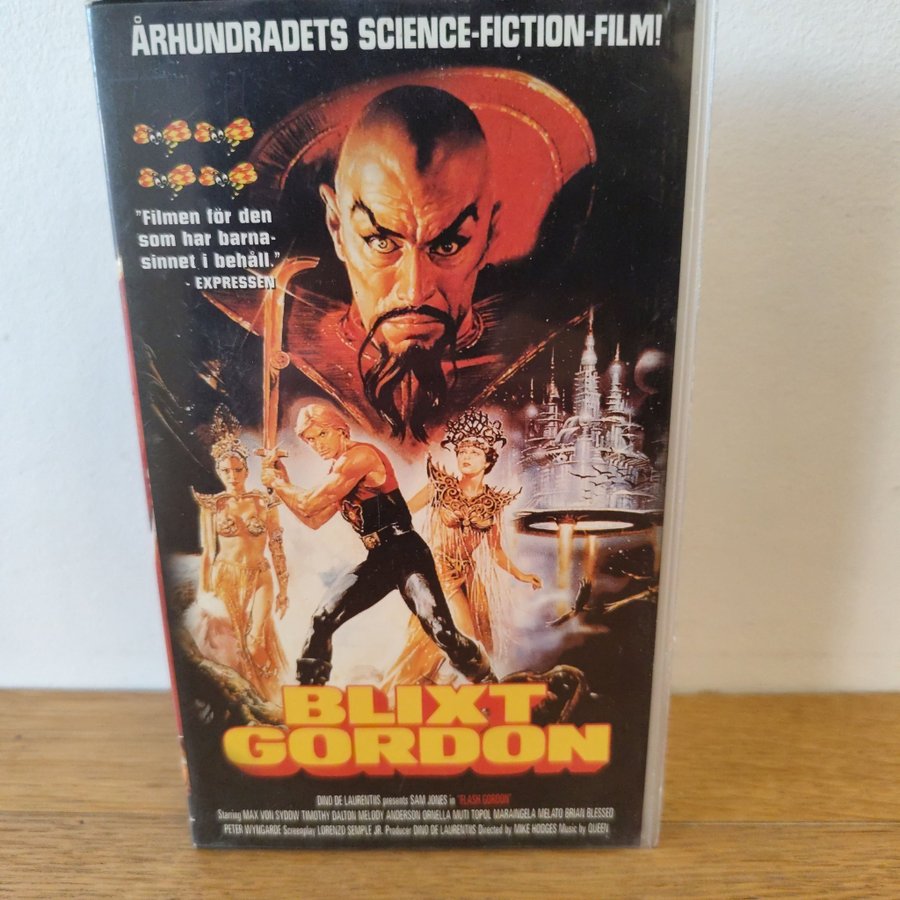 ÅRHUNDRADETS SCIENCE-FICTION-FILM!
"Filmen för den
som har barna-
sinnet i behåll."
- EXPRESSEN
BLIXT
GORDON
DINO DE LAURENTIIS presents SAM JONES in "FLASH GORDON"
Starring MAX VON SYDOW TIMOTHY DALTON MELODY ANDERSON ORNELLA MUTI TOPOL MARAINGELA MELATO BRIAN BLESSED
PETER WYNGARDE Screenplay LORENZO SEMPLE JR. Producer DINO DE LAURENTIIS Directed by MIKE HODGES Music by QUEEN